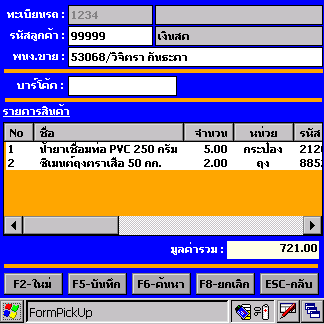 ทะเบียนรถ : 1234
รหัสลูกค้า : 99999 เงินสด
พนง.ขาย : 53068/วิจิตรา กันธะดา
บาร์โค้ด :
รายการสินค้า
No ชื่อ จำนวน หน่วย รหัส
1 น้ำยาเชื่อมท่อ PVC 250 กรัม 5.00 กระป๋อง 2120
2 ซิเมนต์ถุงตราเสือ 50 กก. 2.00 ถุง 885
มูลค่ารวม : 721.00
F2-ใหม่ F5-บันทึก F6-ค้นหา F8-ยกเลิก ESC-กลับ
FormPickUp